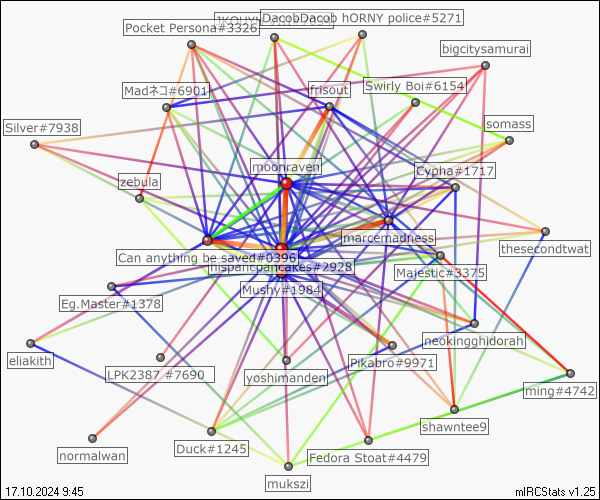 DacobDacob hORNY police#5271
Pocket Persona#3326
bigcitysamurai
Swirly Boi#6154
Madネコ#6901
frisout
somass
Silver#7938
moonraven
Cypha#1717
zebula
marcemadness
thesecondtwat
Can anything be saved#0396
hispancpancakes#2928
Majestic#3375
Mushy#1984
Eg.Master#1378
neokingghidorah
eliakith
Pikabro#9971
LPK2387 #7690
yoshimanden
ming#4742
shawntee9
Duck#1245
normalwan
Fedora Stoat#4479
mukszi
17.10.2024 9:45
mIRCStats v1.25